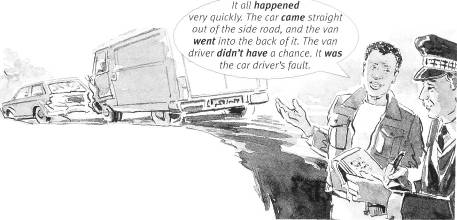 It all happened
very quickly. The car came straight
out of the side road, and the van
went into the back of it. The van
driver didn't have a chance. It was
the car driver's fault.